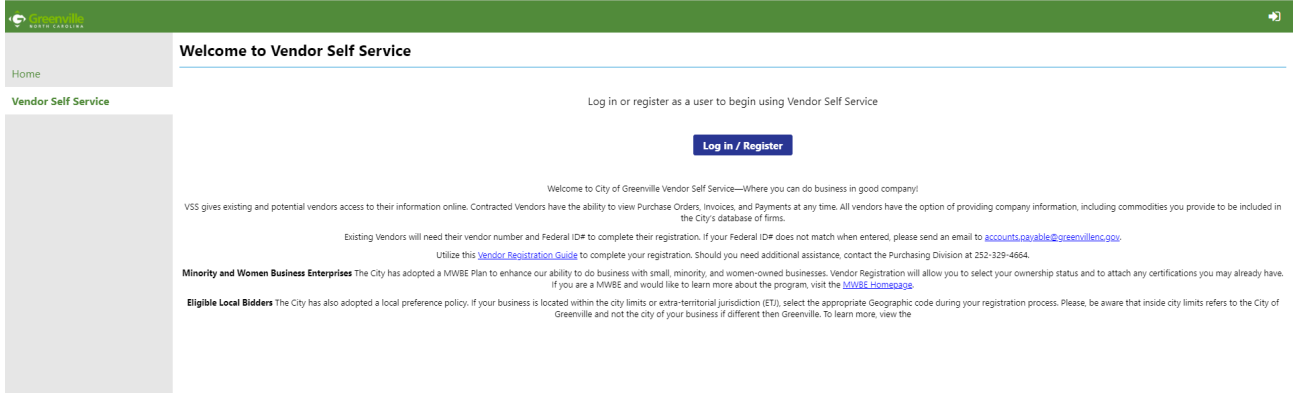 Greenville
NORTH CAROLINA
Welcome to Vendor Self Service
Home
Vendor Self Service
Log in or register as a user to begin using Vendor Self Service
Log in / Register
Welcome to City of Greenville Vendor Self Service—Where you can do business in good company!
VSS gives existing and potential vendors access to their information online. Contracted Vendors have the ability to view Purchase Orders, Invoices, and Payments at any time. All vendors have the option of providing company information, including commodities you provide to be included in
the City's database of firms.
Existing Vendors will need their vendor number and Federal ID# to complete their registration. If your Federal ID# does not match when entered, please send an email to accounts.payable@greenvillenc.gov.
Utilize this Vendor Registration Guide to complete your registration. Should you need additional assistance, contact the Purchasing Division at 252-329-4664.
Minority and Women Business Enterprises The City has adopted a MWBE Plan to enhance our ability to do business with small, minority, and women-owned businesses. Vendor Registration will allow you to select your ownership status and to attach any certifications you may already have.
If you are a MWBE and would like to learn more about the program, visit the MWBE Homepage.
Eligible Local Bidders The City has also adopted a local preference policy. If your business is located within the city limits or extra-territorial jurisdiction (ETJ), select the appropriate Geographic code during your registration process. Please, be aware that inside city limits refers to the City of
Greenville and not the city of your business if different then Greenville. To learn more, view the